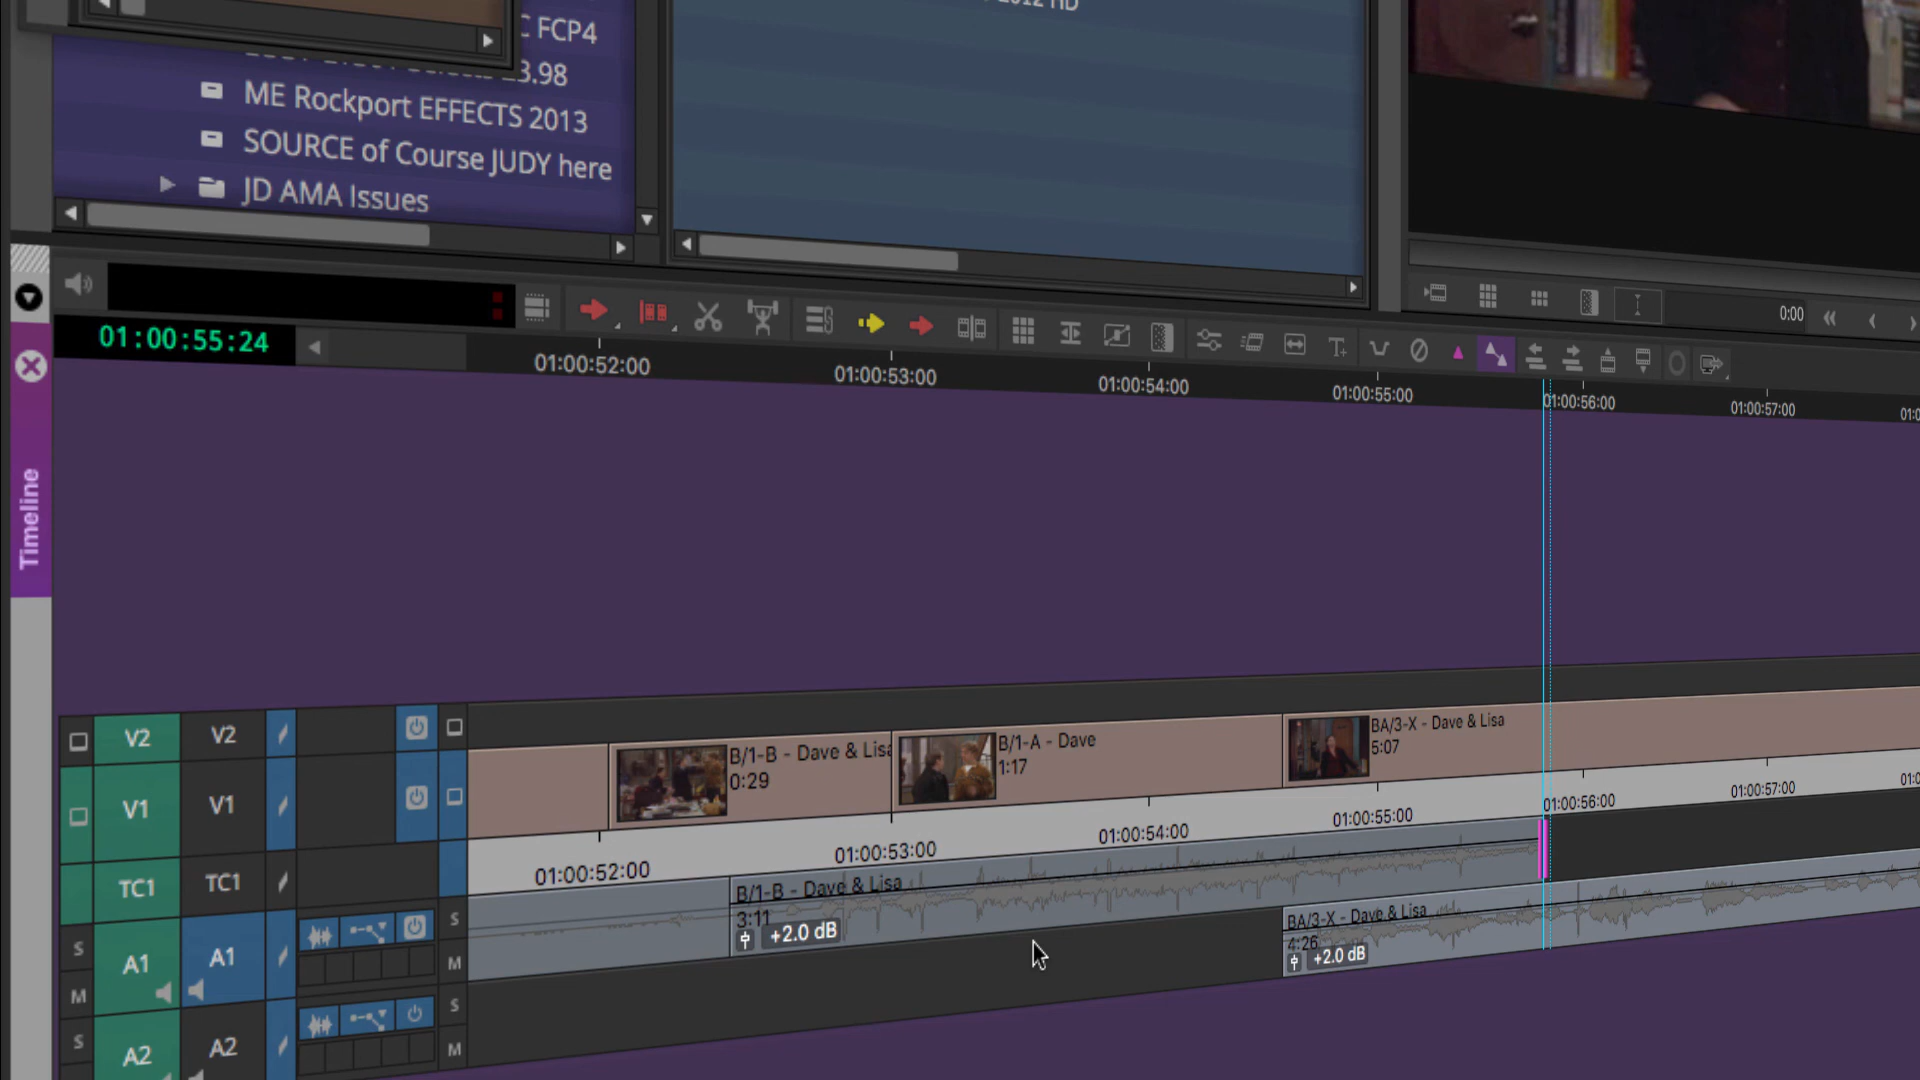 2012 HD
C FCP4
23.98
ME Rockport EFFECTS 2013
SOURCE of Course JUDY here
JD AMA Issues
0:00
01:00:55:24
01:00:52:00
01:00:53:00
01:00:54:00
01:00:55:00
01:00:56:00
01:00:57:00
Timeline
V2
V2
B/1-B - Dave & Lisa
0:29
B/1-A - Dave
1:17
BA/3-X - Dave & Lisa
5:07
V1
V1
01:00:52:00
01:00:53:00
01:00:54:00
01:00:55:00
01:00:56:00
01:00:57:00
TC1
TC1
B/1-B - Dave & Lisa
3:11
+2.0 dB
BA/3-X - Dave & Lisa
4:26
+2.0 dB
S
M
A1
A1
S
M
S
A2
A2
S
M